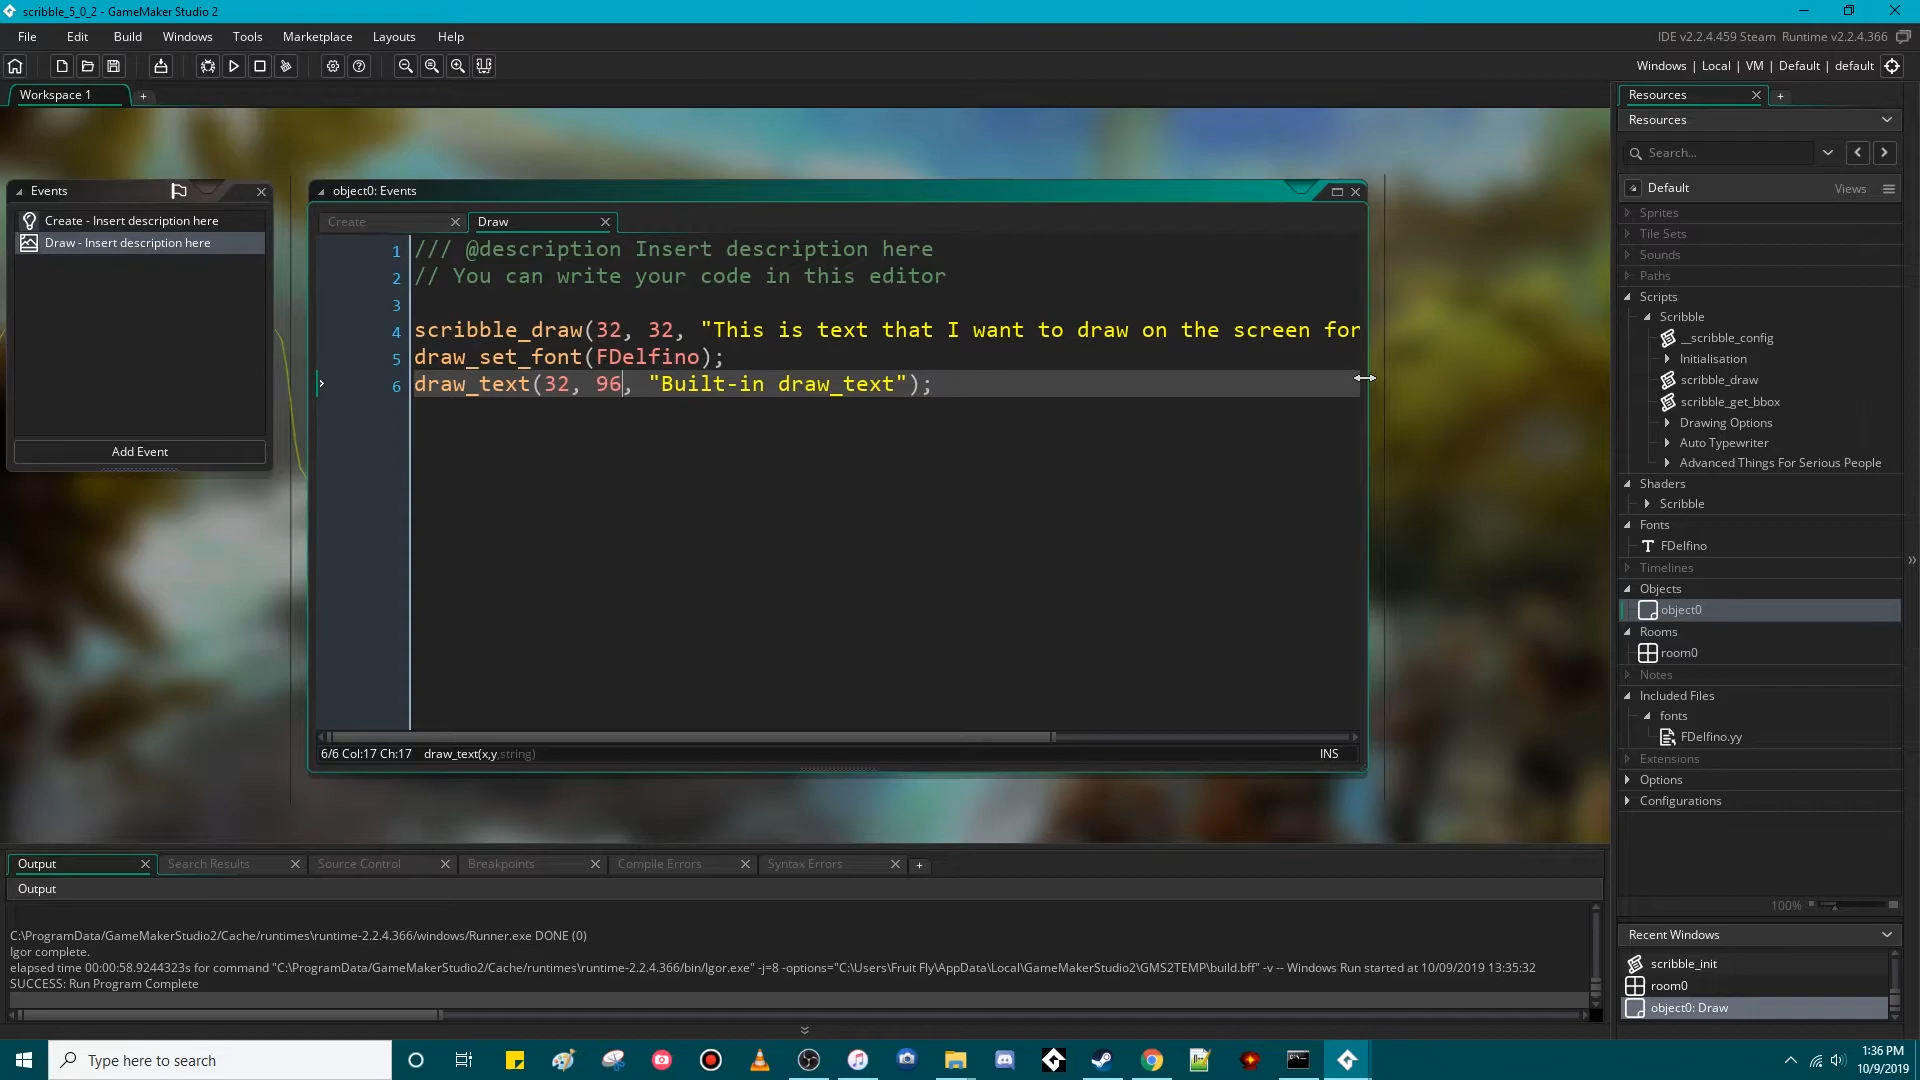 scribble_5_0_2 - GameMaker Studio 2
File Edit Build Windows Tools Marketplace Layouts Help
IDE v2.2.4.459 Steam Runtime v2.2.4.366
Windows | Local | VM | Default | default
Workspace 1
Events
Create - Insert description here
Draw - Insert description here
Add Event
object0: Events
Create
Draw
1 /// @description Insert description here
2 // You can write your code in this editor
3
4 scribble_draw(32, 32, "This is text that I want to draw on the screen for
5 draw_set_font(FDelfino);
6 draw_text(32, 96, "Built-in draw_text");
6/6 Col:17 Ch:17 draw_text(x,y,string)
INS
Resources
Resources
Search...
Default
Views
Sprites
Tile Sets
Sounds
Paths
Scripts
Scribble
__scribble_config
Initialisation
scribble_draw
scribble_get_bbox
Drawing Options
Auto Typewriter
Advanced Things For Serious People
Shaders
Scribble
Fonts
FDelfino
Timelines
Objects
object0
Rooms
room0
Notes
Included Files
fonts
FDelfino.yy
Extensions
Options
Configurations
100%
Recent Windows
scribble_init
room0
object0: Draw
Output
Search Results
Source Control
Breakpoints
Compile Errors
Syntax Errors
Output
C:\ProgramData/GameMakerStudio2/Cache/runtimes\runtime-2.2.4.366/windows/Runner.exe DONE (0)
Igor complete.
elapsed time 00:00:58.9244323s for command "C:\ProgramData/GameMakerStudio2/Cache/runtimes\runtime-2.2.4.366/bin/Igor.exe" -j=8 -options="C:\Users\Fruit Fly\AppData\Local\GameMakerStudio2\GMS2TEMP\build.bff" -v -- Windows Run started at 10/09/2019 13:35:32
SUCCESS: Run Program Complete
Type here to search
1:36 PM
10/9/2019